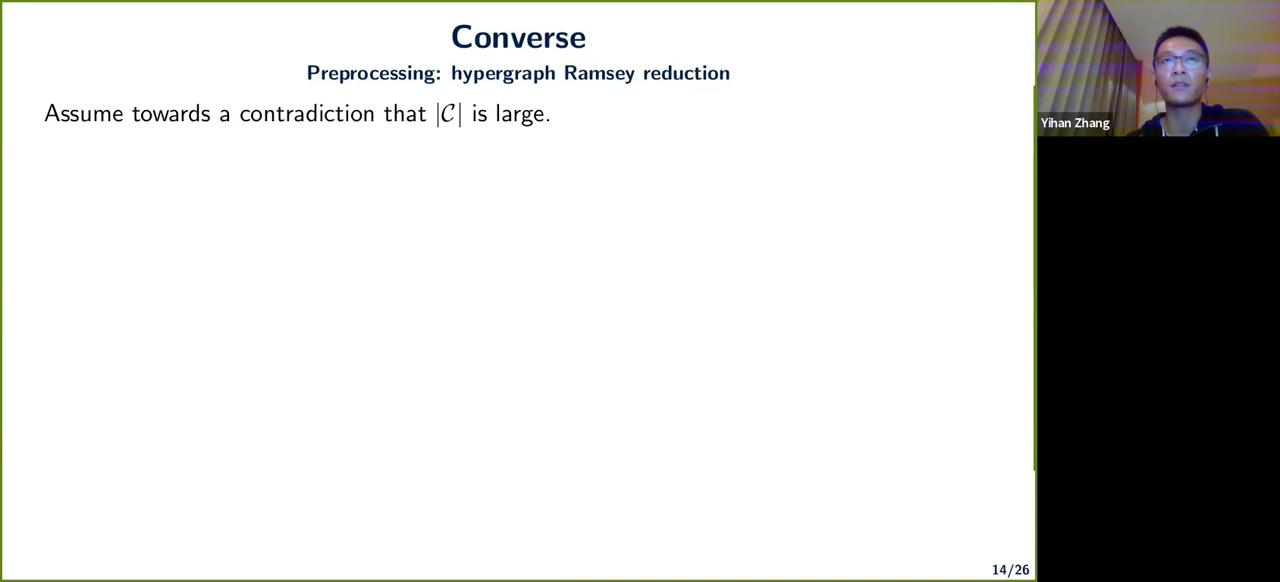 Converse
Preprocessing: hypergraph Ramsey reduction
Assume towards a contradiction that |𝒞| is large.
Yihan Zhang
14/26